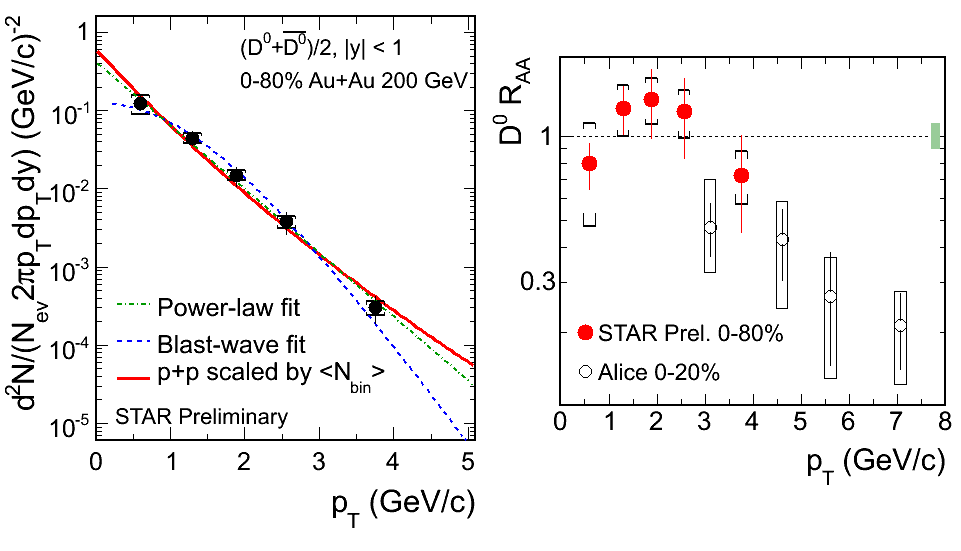 d²N/(N_ev 2πp_T dp_T dy) (GeV/c)⁻²
1
10⁻¹
10⁻²
10⁻³
10⁻⁴
10⁻⁵
(D⁰+D̅⁰)/2, |y| < 1
0-80% Au+Au 200 GeV
Power-law fit
Blast-wave fit
p+p scaled by <N_bin>
STAR Preliminary
0 1 2 3 4 5
p_T (GeV/c)
D⁰ R_AA
1
0.3
STAR Prel. 0-80%
Alice 0-20%
0 1 2 3 4 5 6 7 8
p_T (GeV/c)